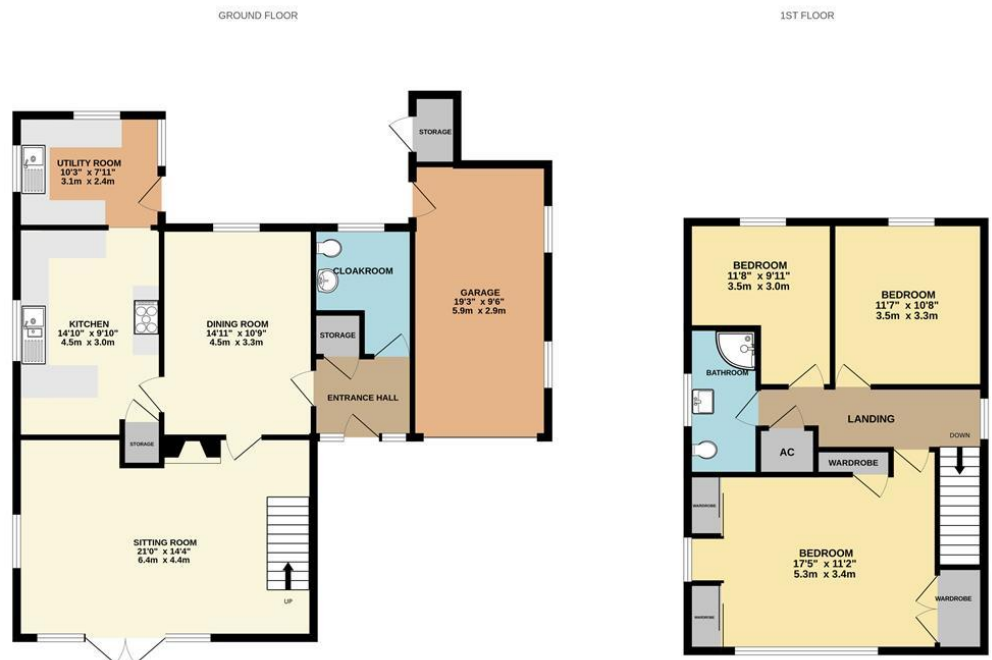 GROUND FLOOR
1ST FLOOR
STORAGE
UTILITY ROOM
10'3" x 7'11"
3.1m x 2.4m
CLOAKROOM
GARAGE
19'3" x 9'6"
5.9m x 2.9m
KITCHEN
14'10" x 9'10"
4.5m x 3.0m
DINING ROOM
14'11" x 10'9"
4.5m x 3.3m
STORAGE
ENTRANCE HALL
STORAGE
SITTING ROOM
21'0" x 14'4"
6.4m x 4.4m
UP
BEDROOM
11'8" x 9'11"
3.5m x 3.0m
BEDROOM
11'7" x 10'8"
3.5m x 3.3m
BATHROOM
LANDING
DOWN
AC
WARDROBE
WARDROBE
BEDROOM
17'5" x 11'2"
5.3m x 3.4m
WARDROBE
WARDROBE